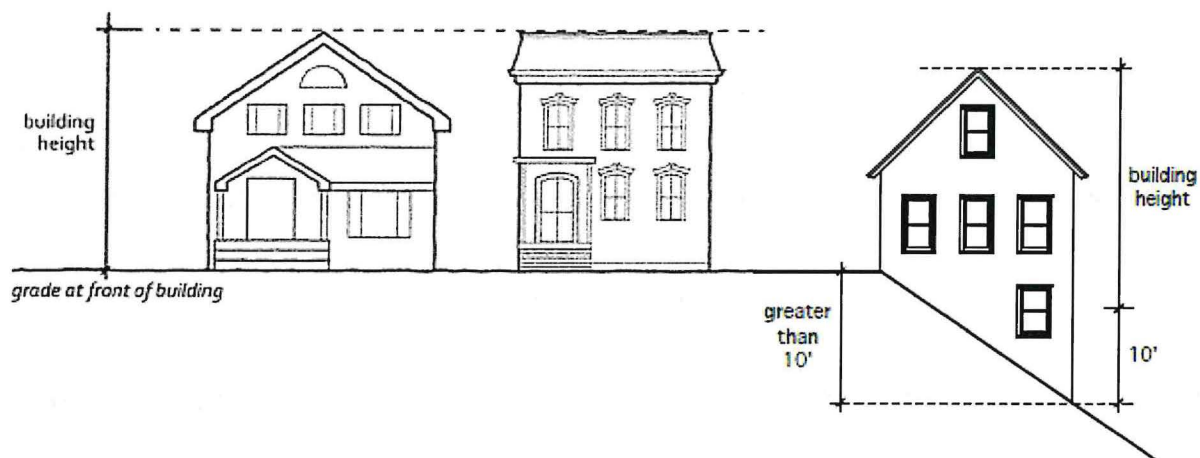 building
height
grade at front of building
greater
than
10'
building
height
10'